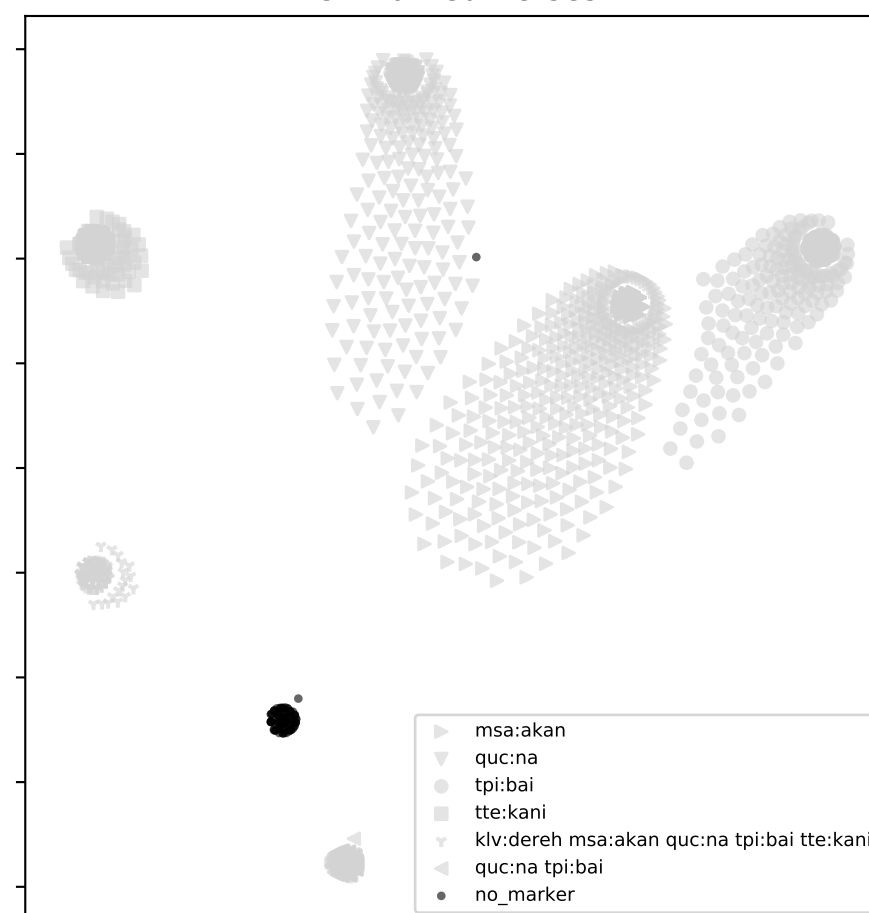 msa:akan
quc:na
tpi:bai
tte:kani
klv:dereh msa:akan quc:na tpi:bai tte:kani
quc:na tpi:bai
no_marker